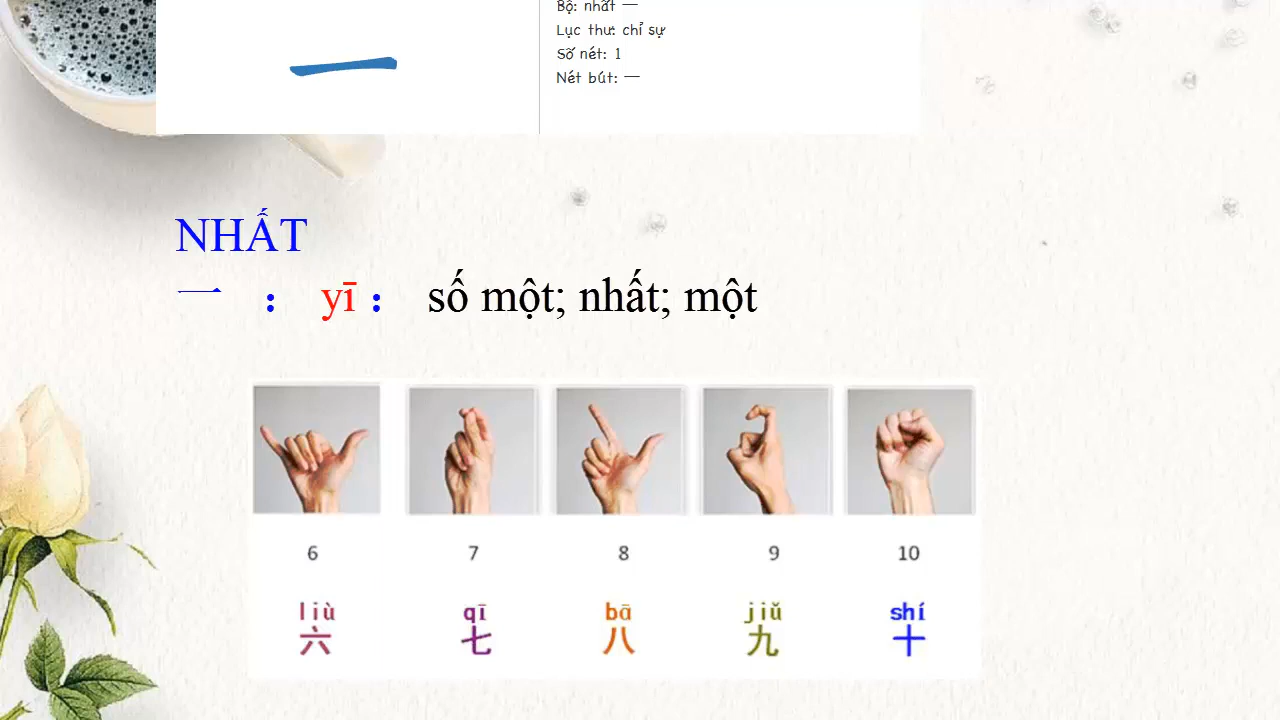 Bộ: nhất 一
Lục thư: chỉ sự
Số nét: 1
Nét bút: 一
NHẤT
一 : yī : số một; nhất; một
6 7 8 9 10
liù qī bā jiǔ shí
六 七 八 九 十